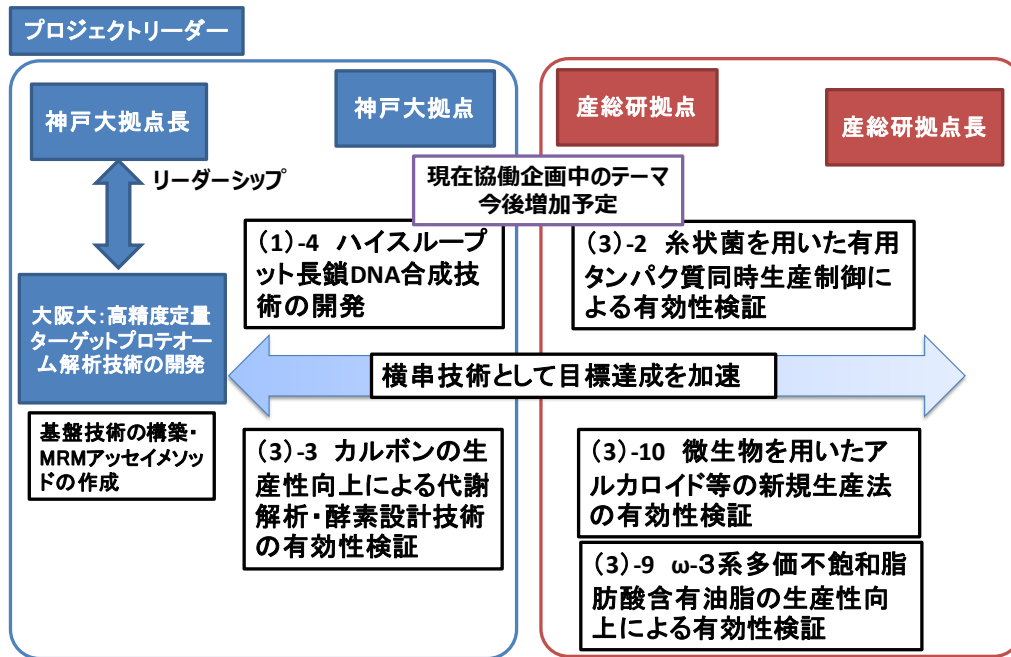 プロジェクトリーダー
神戸大拠点長
神戸大拠点
産総研拠点
産総研拠点長
リーダーシップ
現在協働企画中のテーマ
今後増加予定
（1）-4　ハイスループ
ット長鎖DNA合成技
術の開発
（3）-2　糸状菌を用いた有用
タンパク質同時生産制御に
よる有効性検証
大阪大：高精度定量
ターゲットプロテオー
ム解析技術の開発
横串技術として目標達成を加速
基盤技術の構築・
MRMアッセイメソッ
ドの作成
（3）-3　カルボンの生
産性向上による代謝
解析・酵素設計技術
の有効性検証
（3）-10　微生物を用いたア
ルカロイド等の新規生産法
の有効性検証
（3）-9　ω-３系多価不飽和脂
肪酸含有油脂の生産性向
上による有効性検証